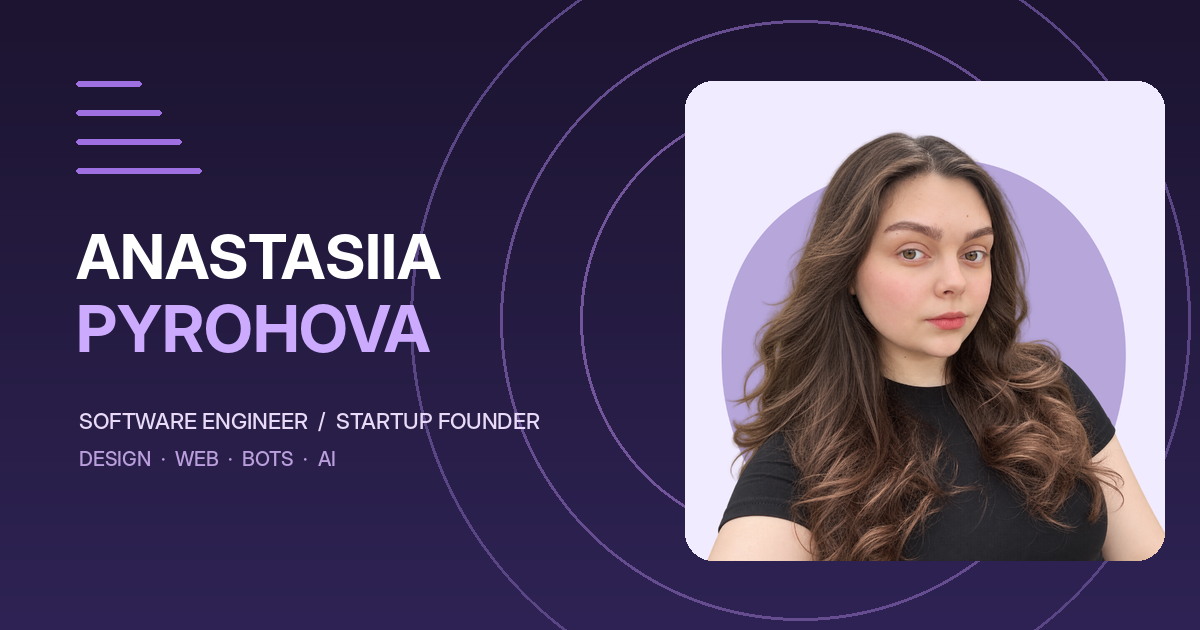 ANASTASIIA
PYROHOVA
SOFTWARE ENGINEER / STARTUP FOUNDER
DESIGN · WEB · BOTS · AI